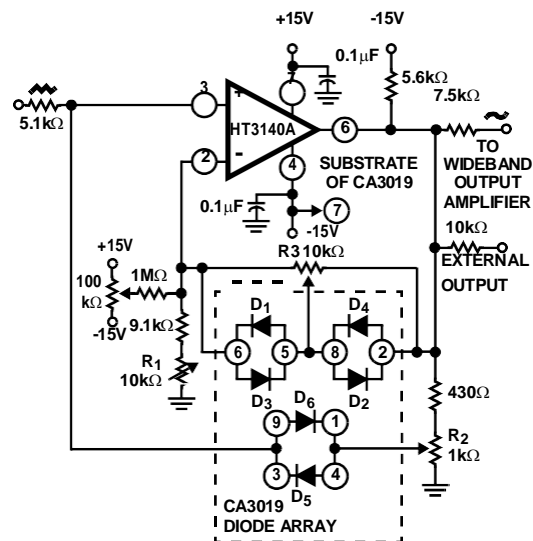 +15V
-15V
0.1μF
5.6kΩ
7.5kΩ
7
3
+
5.1kΩ
HT3140A
6
2
-
4
SUBSTRATE
OF CA3019
TO
WIDEBAND
OUTPUT
AMPLIFIER
0.1μF
7
-15V
10kΩ
EXTERNAL
OUTPUT
+15V
R3 10kΩ
100
kΩ
1MΩ
-15V
9.1kΩ
D1
D4
6
5
8
2
R1
10kΩ
D3
D6
D2
430Ω
9
1
R2
1kΩ
3
4
D5
CA3019
DIODE ARRAY